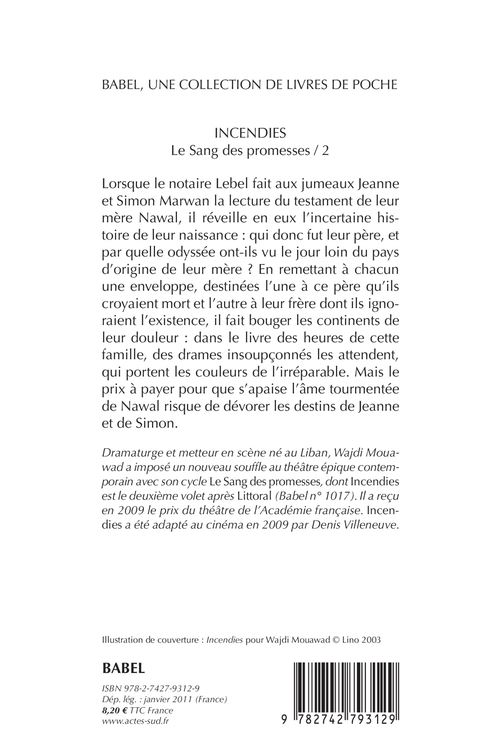 BABEL, UNE COLLECTION DE LIVRES DE POCHE
INCENDIES
Le Sang des promesses / 2
Lorsque le notaire Lebel fait aux jumeaux Jeanne
et Simon Marwan la lecture du testament de leur
mère Nawal, il réveille en eux l’incertaine his-
toire de leur naissance : qui donc fut leur père, et
par quelle odyssée ont-ils vu le jour loin du pays
d’origine de leur mère ? En remettant à chacun
une enveloppe, destinées l’une à ce père qu’ils
croyaient mort et l’autre à leur frère dont ils igno-
raient l’existence, il fait bouger les continents de
leur douleur : dans le livre des heures de cette
famille, des drames insoupçonnés les attendent,
qui portent les couleurs de l’irréparable. Mais le
prix à payer pour que s’apaise l’âme tourmentée
de Nawal risque de dévorer les destins de Jeanne
et de Simon.
Dramaturge et metteur en scène né au Liban, Wajdi Moua-
wad a imposé un nouveau souffle au théâtre épique contem-
porain avec son cycle Le Sang des promesses, dont Incendies
est le deuxième volet après Littoral (Babel n° 1017). Il a reçu
en 2009 le prix du théâtre de l’Académie française. Incen-
dies a été adapté au cinéma en 2009 par Denis Villeneuve.
Illustration de couverture : Incendies pour Wajdi Mouawad © Lino 2003
BABEL
ISBN 978-2-7427-9312-9
Dép. lég. : janvier 2011 (France)
8,20 € TTC France
www.actes-sud.fr
9 782742 793129